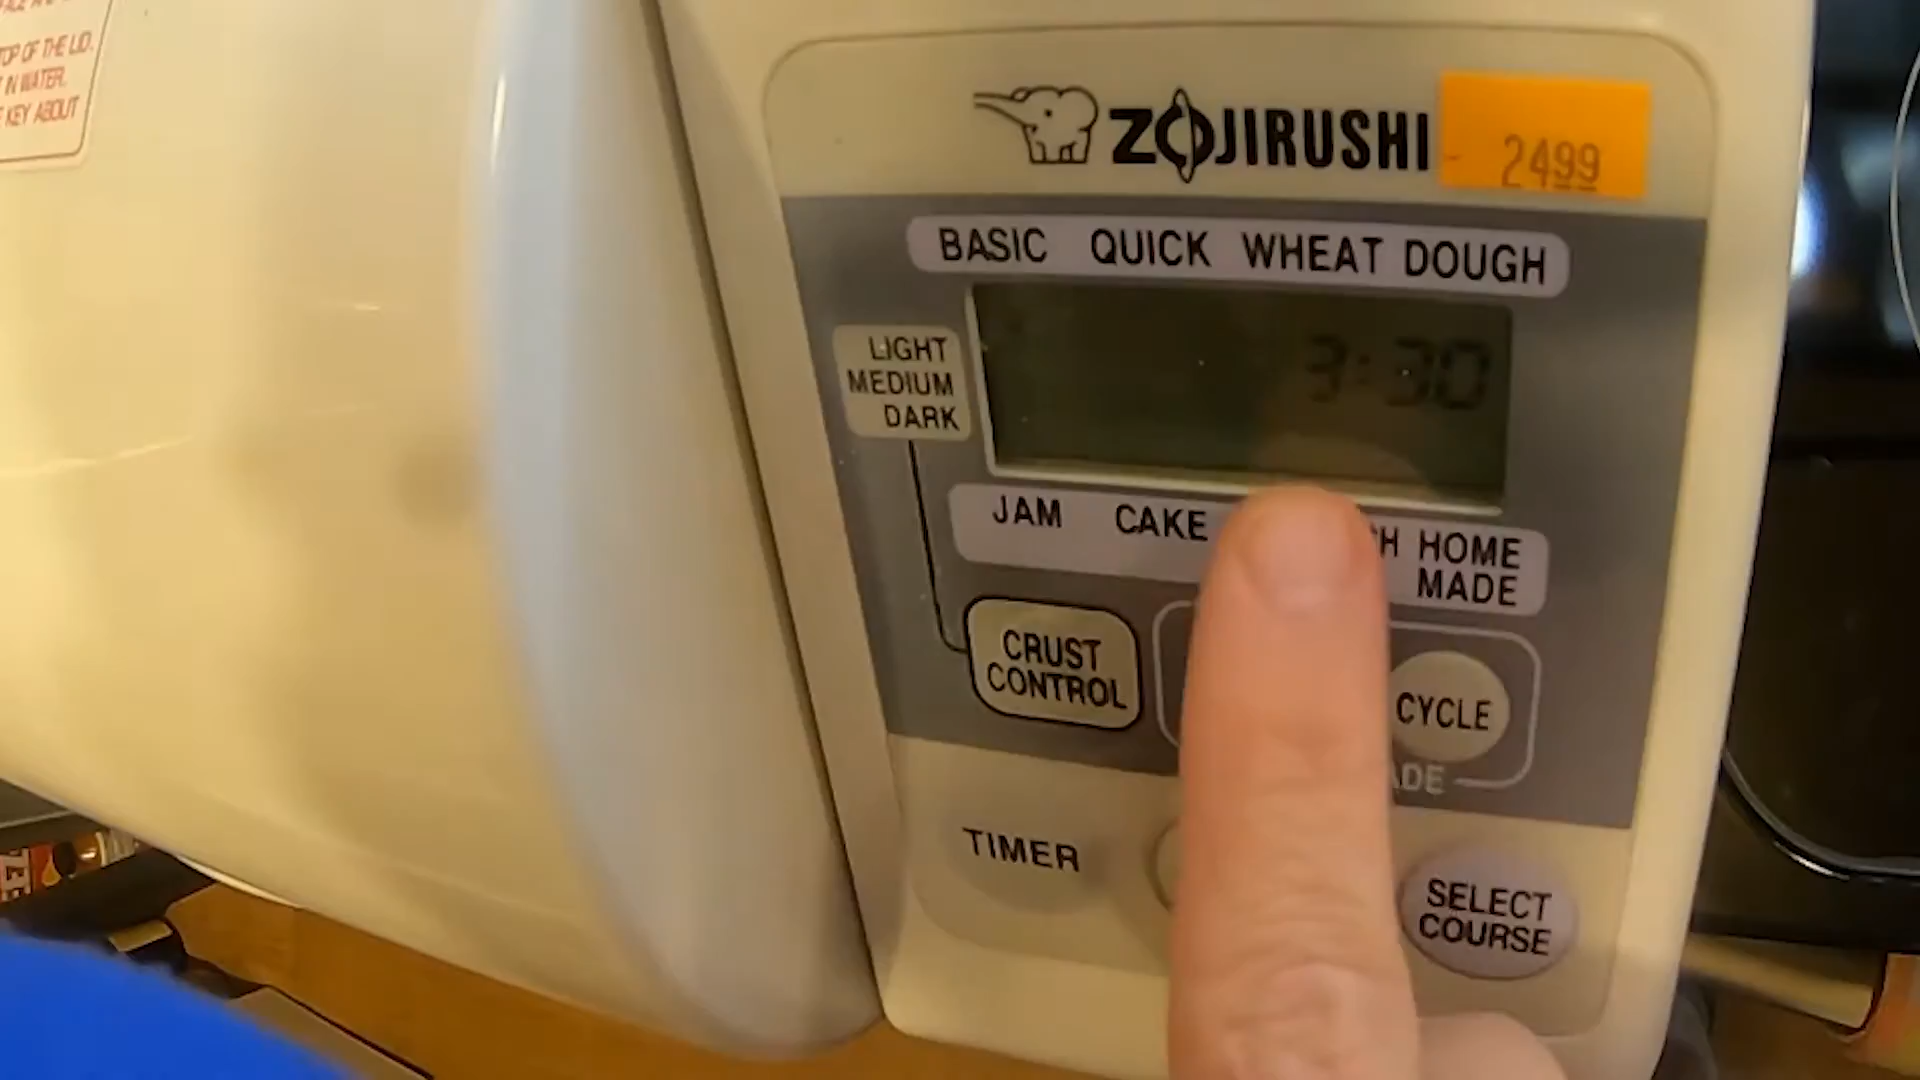 TOP OF THE LID.
IN WATER.
KEY ABOUT
ZOJIRUSHI
2499
BASIC QUICK WHEAT DOUGH
3:30
LIGHT
MEDIUM
DARK
JAM CAKE HOME
MADE
CRUST
CONTROL
CYCLE
TIMER
SELECT
COURSE